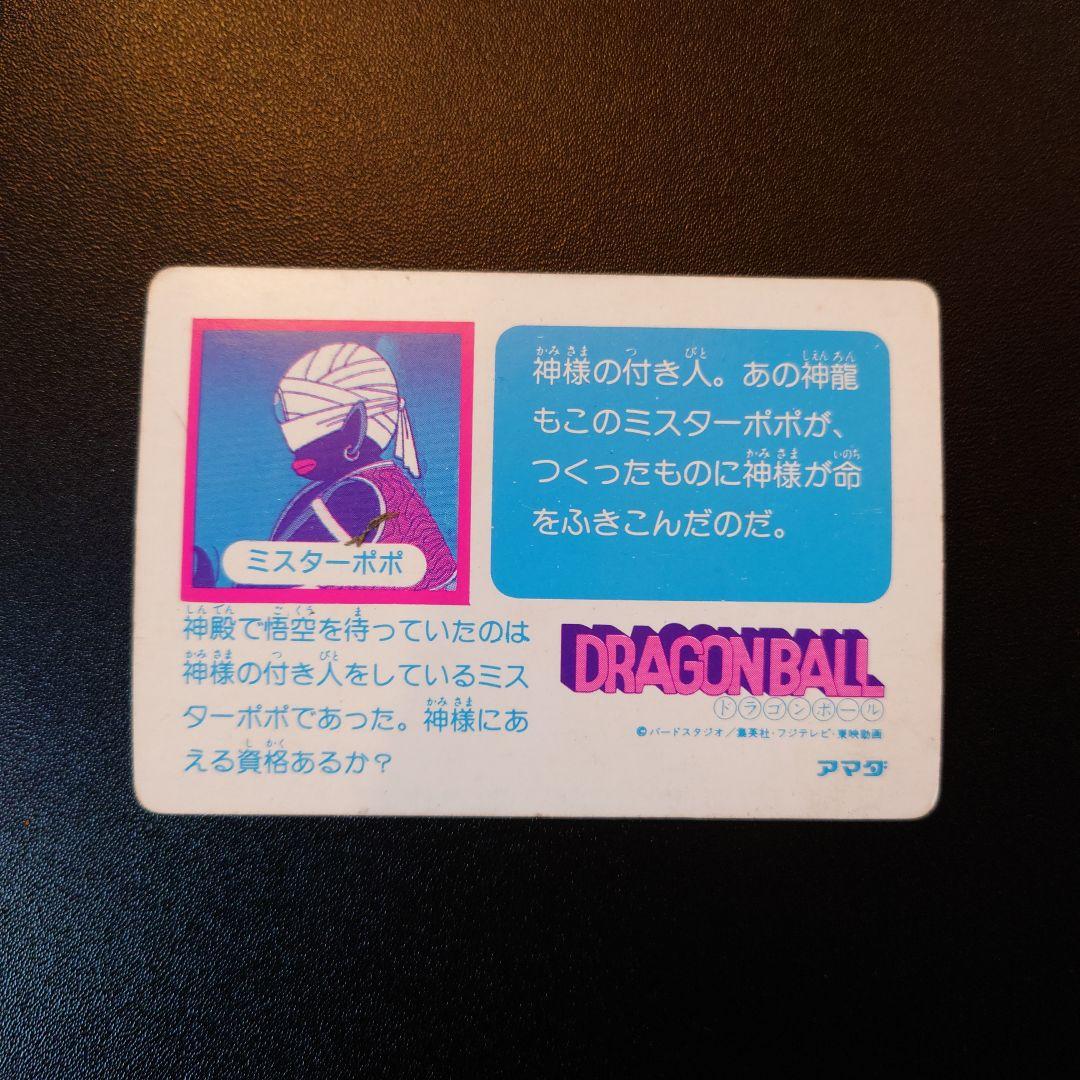 ミスターポポ
神様の付き人。あの神龍
もこのミスターポポが、
つくったものに神様が命
をふきこんだのだ。
神殿で悟空を待っていたのは
神様の付き人をしているミス
ターポポであった。神様にあ
える資格あるか？
DRAGON BALL
ドラゴンボール
©バードスタジオ／集英社・フジテレビ・東映動画
アマダ